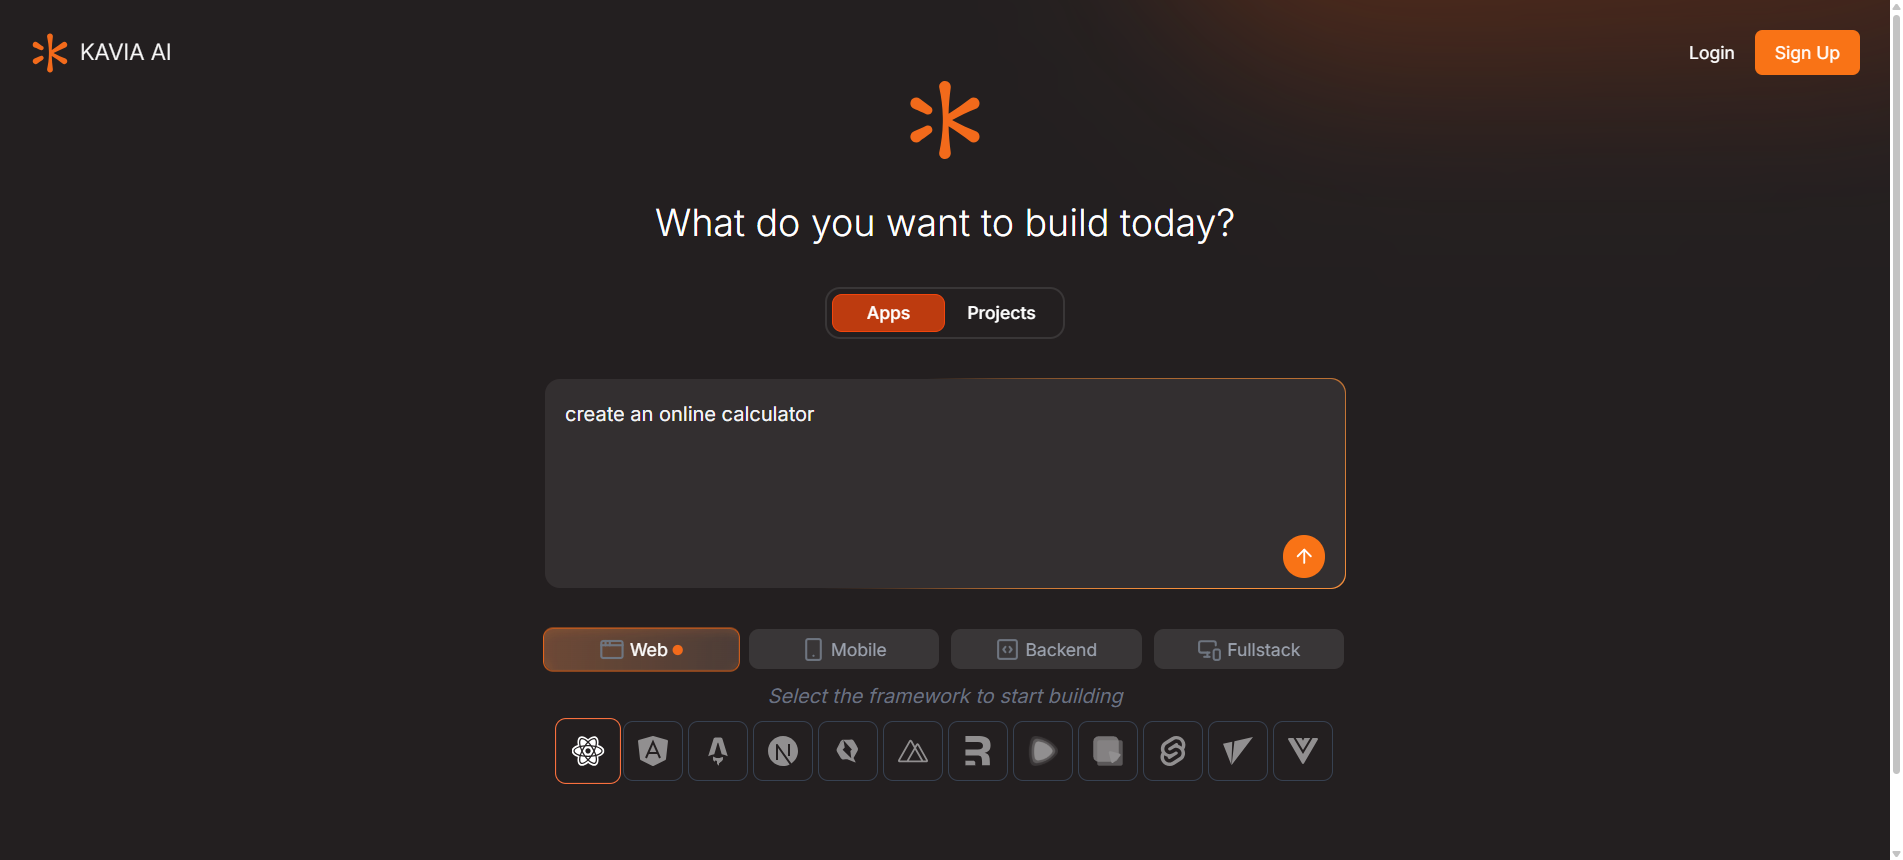 KAVIA AI
Login
Sign Up
What do you want to build today?
Apps
Projects
create an online calculator
Web
Mobile
Backend
Fullstack
Select the framework to start building